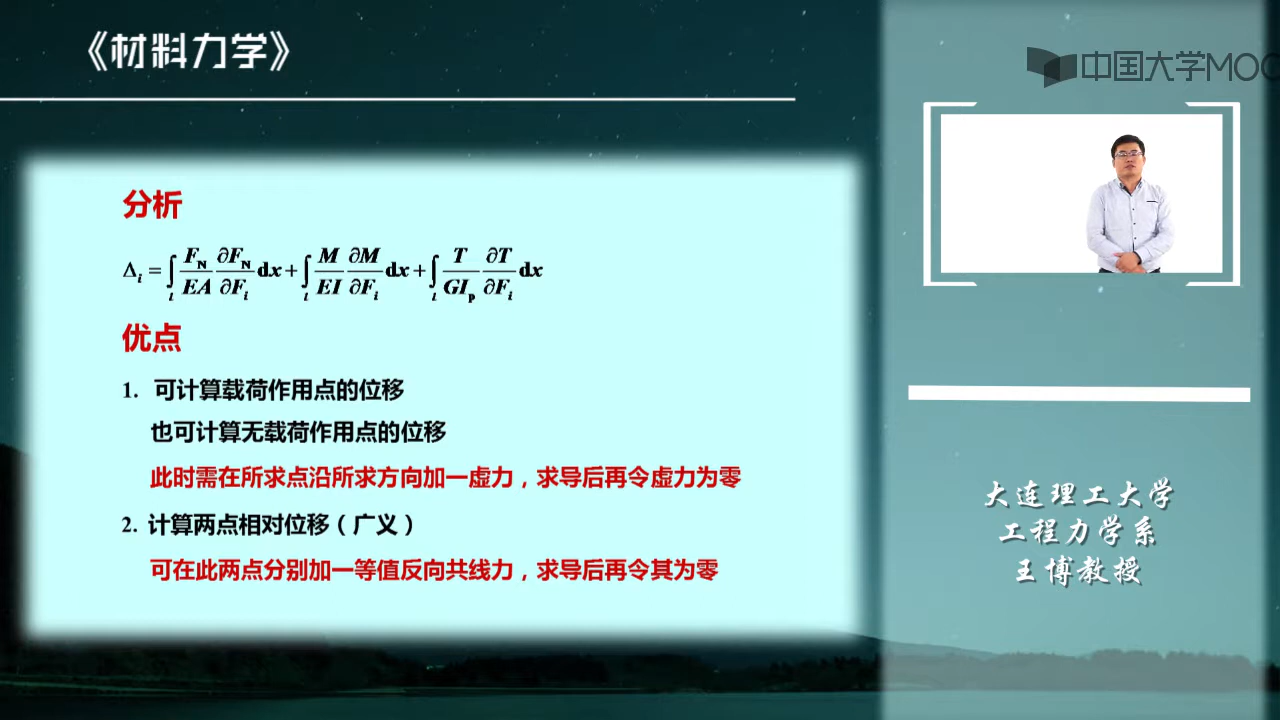 《材料力学》
中国大学MOO
分析
Δᵢ = ∫ₗ F_N/EA ∂F_N/∂Fᵢ dx + ∫ₗ M/EI ∂M/∂Fᵢ dx + ∫ₗ T/GI_p ∂T/∂Fᵢ dx
优点
1. 可计算载荷作用点的位移
也可计算无载荷作用点的位移
此时需在所求点沿所求方向加一虚力，求导后再令虚力为零
2. 计算两点相对位移（广义）
可在此两点分别加一等值反向共线力，求导后再令其为零
大连理工大学
工程力学系
王博教授